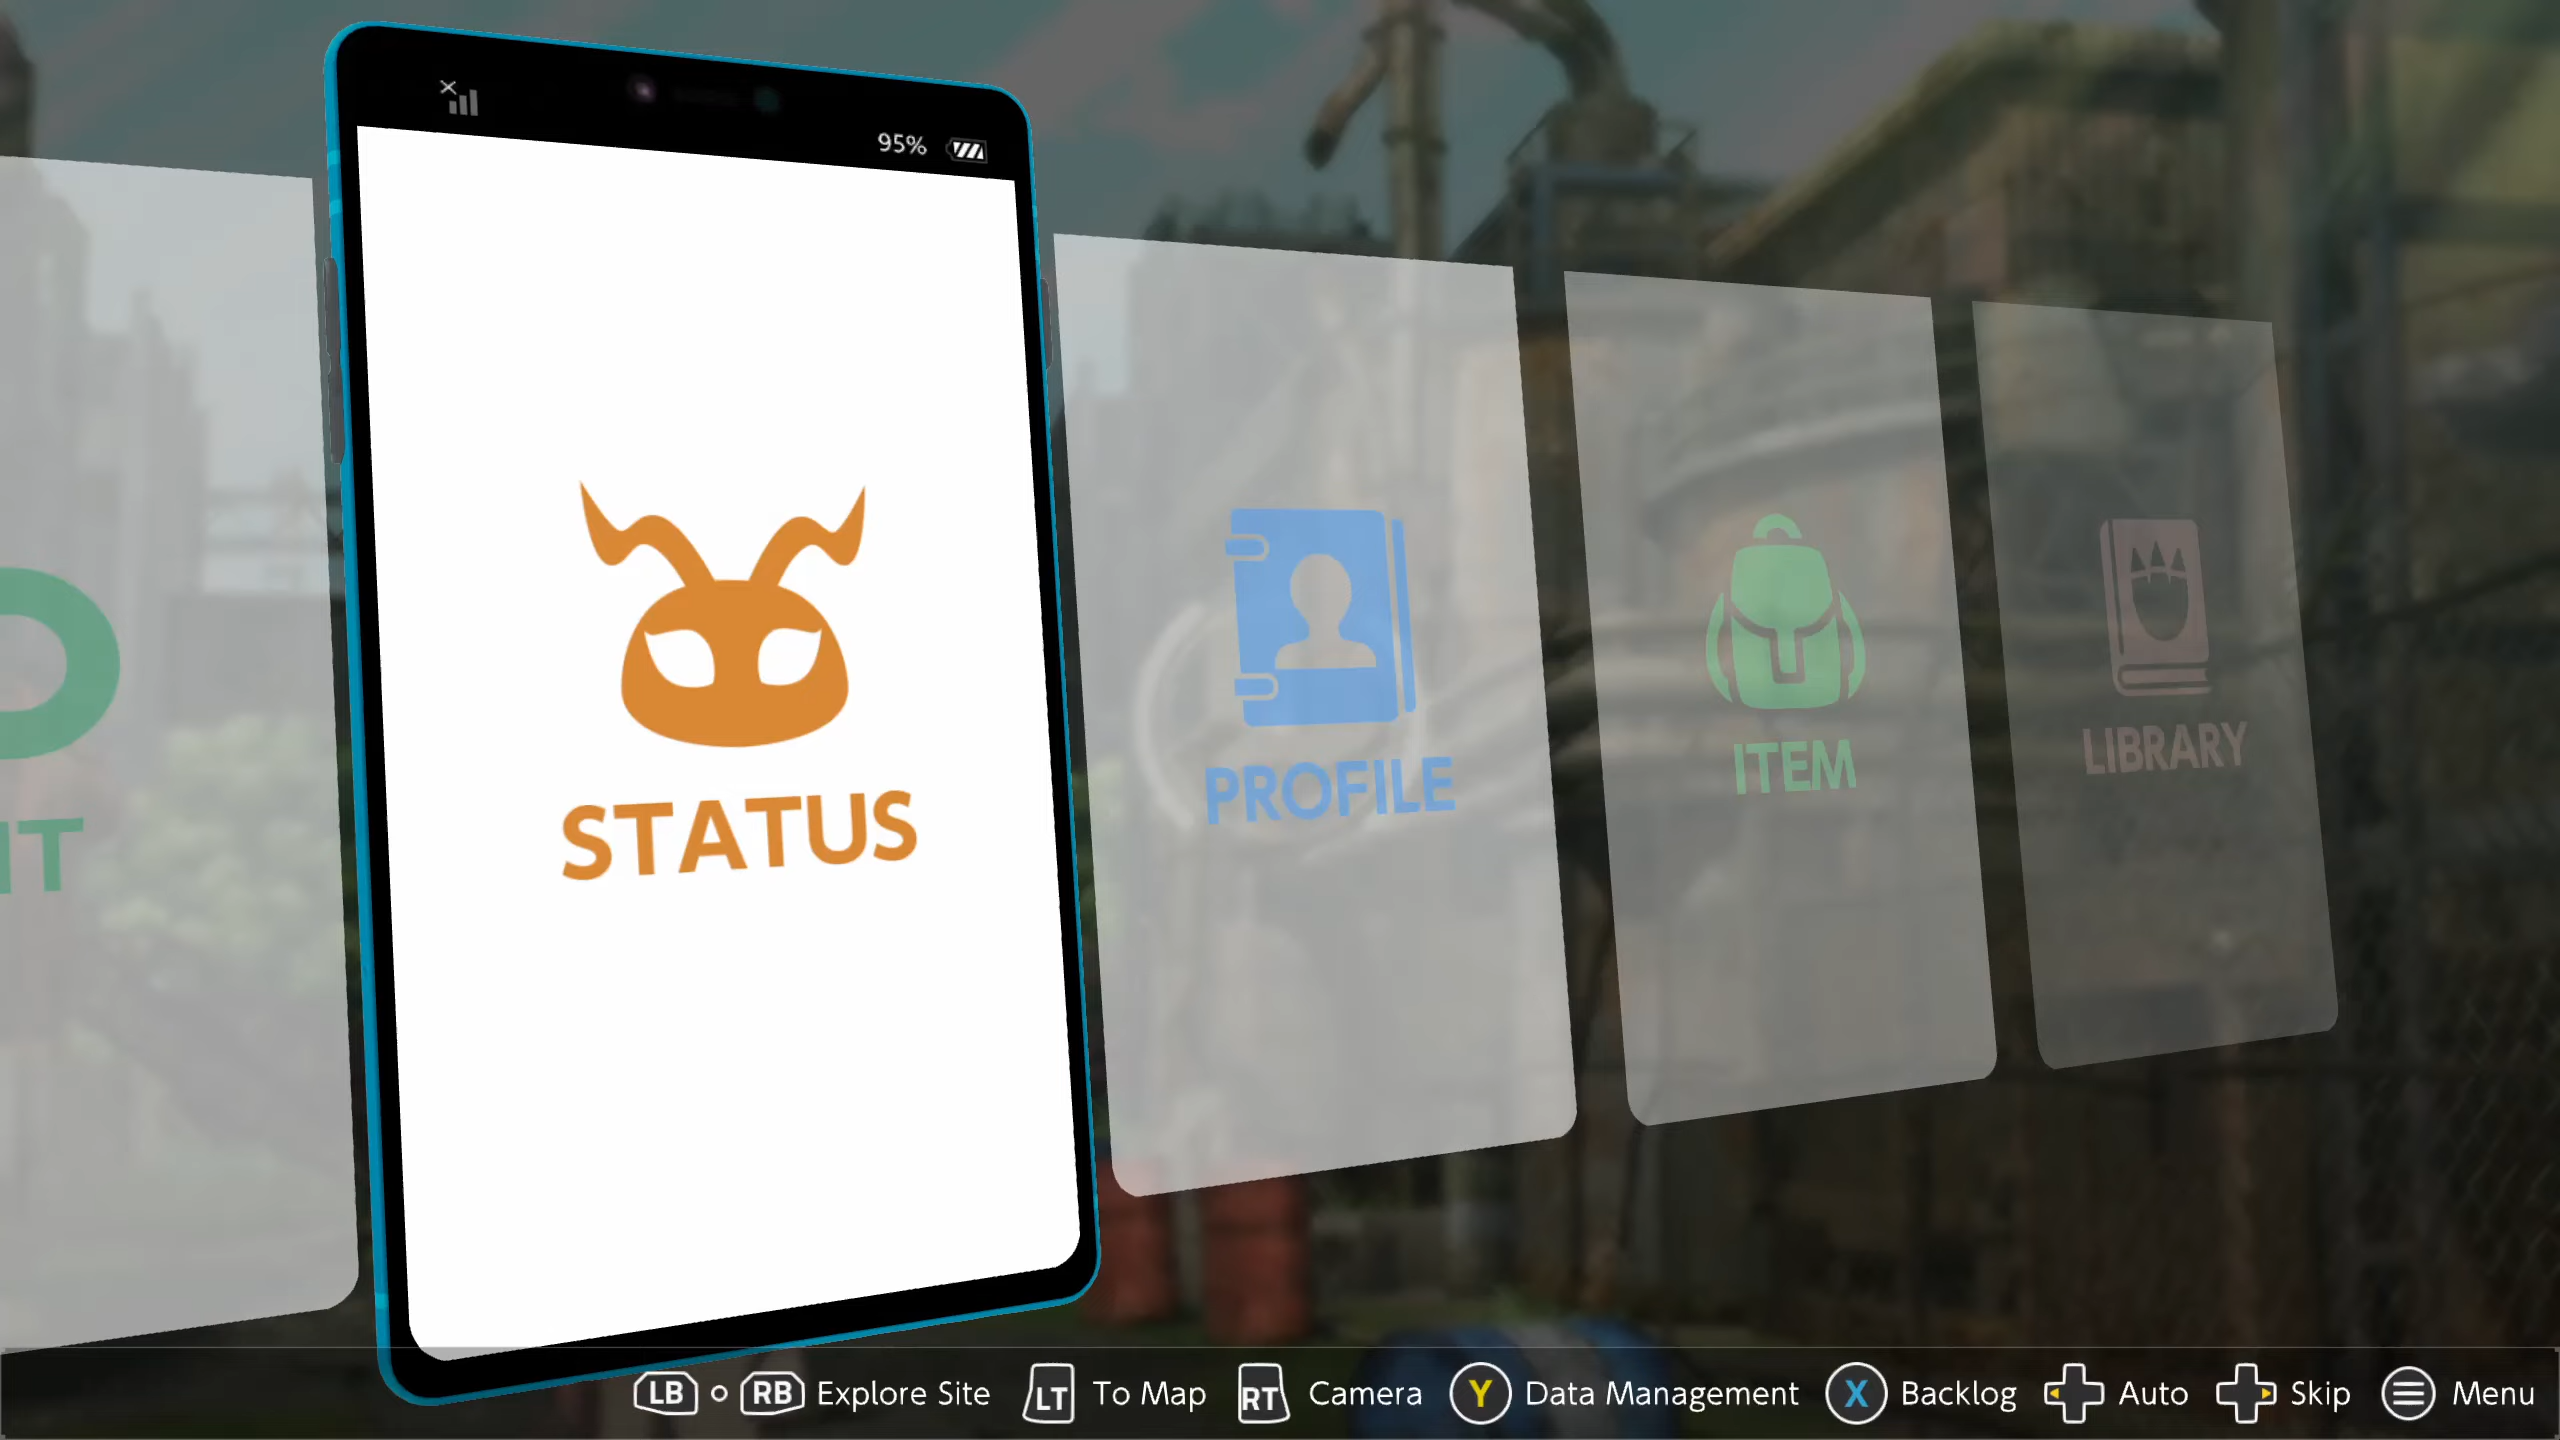 95%
STATUS
PROFILE
ITEM
LIBRARY
LB RB Explore Site LT To Map RT Camera Y Data Management X Backlog Auto Skip Menu